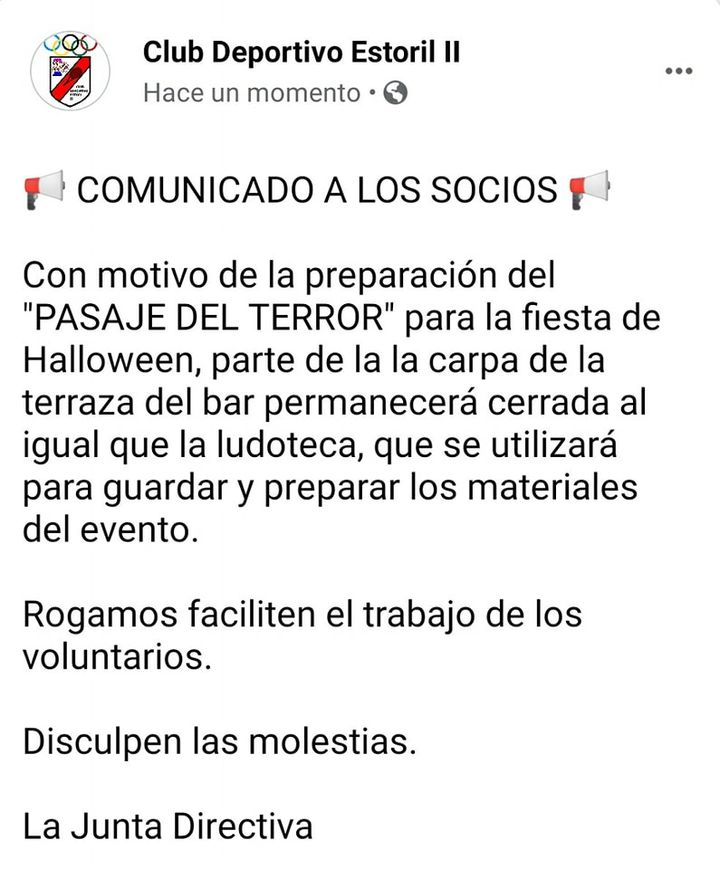 Club Deportivo Estoril II
Hace un momento •
COMUNICADO A LOS SOCIOS
Con motivo de la preparación del
"PASAJE DEL TERROR" para la fiesta de
Halloween, parte de la la carpa de la
terraza del bar permanecerá cerrada al
igual que la ludoteca, que se utilizará
para guardar y preparar los materiales
del evento.
Rogamos faciliten el trabajo de los
voluntarios.
Disculpen las molestias.
La Junta Directiva